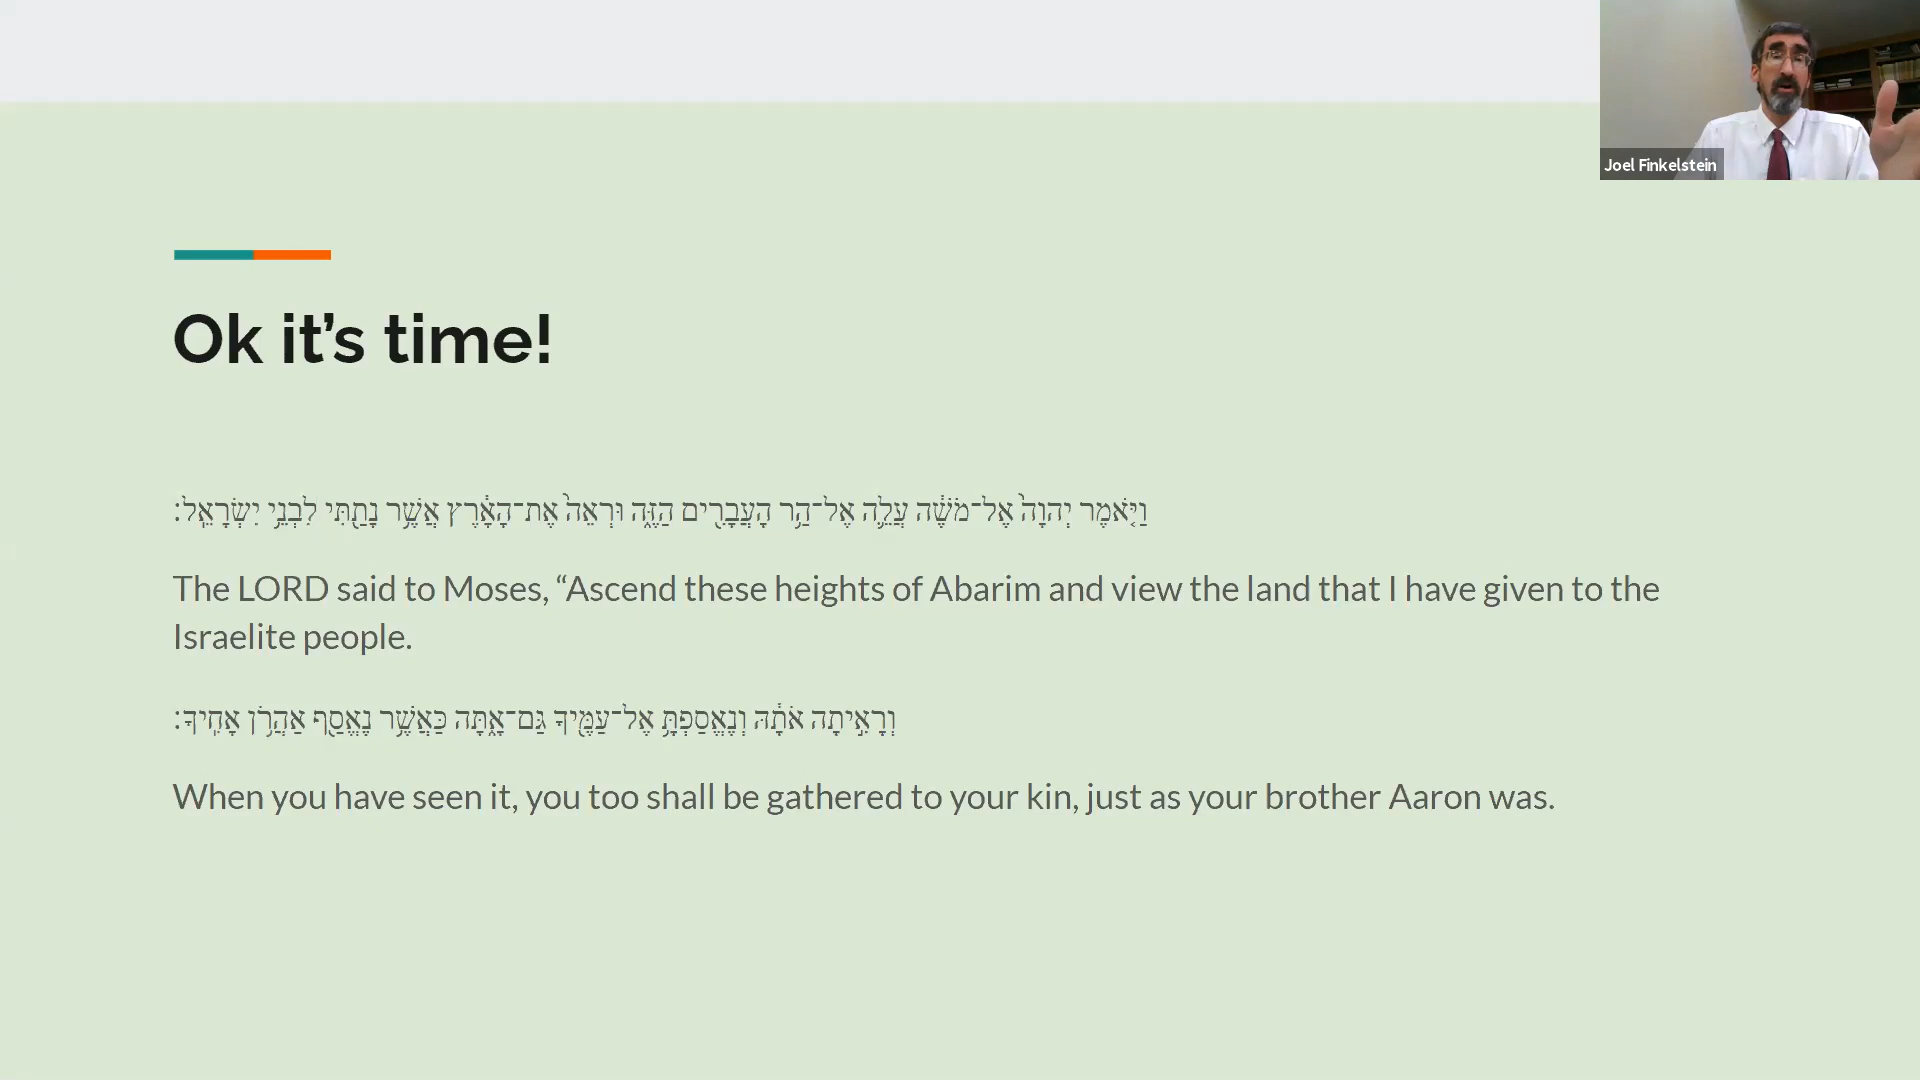 Joel Finkelstein
Ok it’s time!
וַיֹּ֤אמֶר יְהוָה֙ אֶל־מֹשֶׁ֔ה עֲלֵ֛ה אֶל־הַ֥ר הָעֲבָרִ֖ים הַזֶּ֑ה וּרְאֵה֙ אֶת־הָאָ֔רֶץ אֲשֶׁ֥ר נָתַ֖תִּי לִבְנֵ֥י יִשְׂרָאֵֽל׃
The LORD said to Moses, “Ascend these heights of Abarim and view the land that I have given to the
Israelite people.
וְרָאִ֣יתָה אֹתָ֔הּ וְנֶאֱסַפְתָּ֥ אֶל־עַמֶּ֖יךָ גַּם־אָ֑תָּה כַּאֲשֶׁ֥ר נֶאֱסַ֖ף אַהֲרֹ֥ן אָחִֽיךָ׃
When you have seen it, you too shall be gathered to your kin, just as your brother Aaron was.